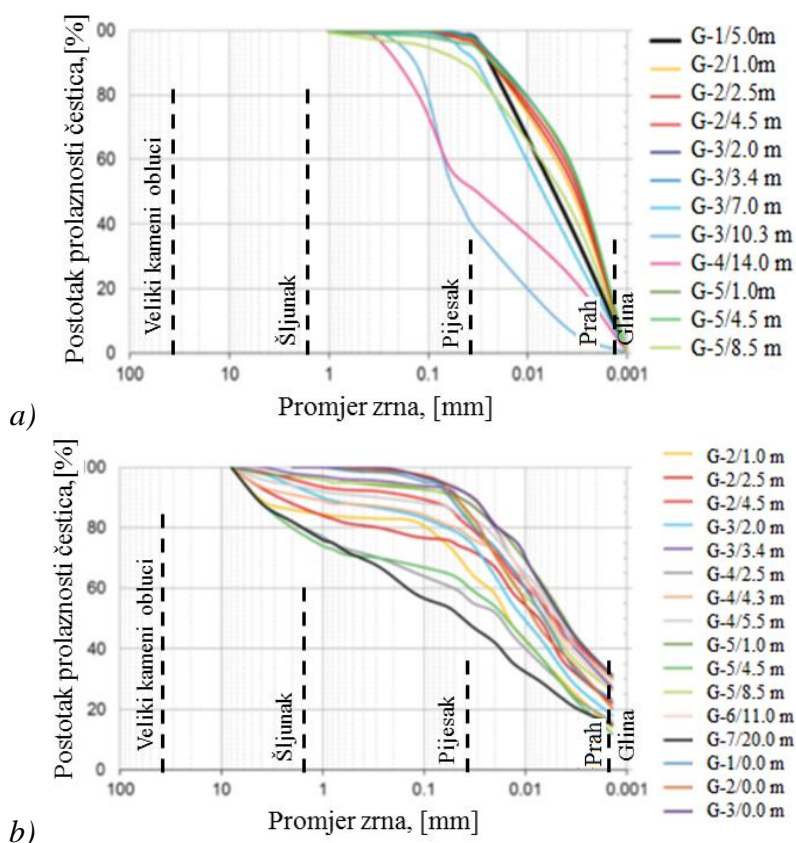 Postotak prolaznosti čestica,[%]
00
80
60
40
20
0
Veliki kameni obluci
Šljunak
Pijesak
Prah
Glina
100
10
1
0.1
0.01
0.001
Promjer zrna, [mm]
a)
G-1/5.0m
G-2/1.0m
G-2/2.5m
G-2/4.5 m
G-3/2.0 m
G-3/3.4 m
G-3/7.0 m
G-3/10.3 m
G-4/14.0 m
G-5/1.0m
G-5/4.5 m
G-5/8.5 m
Postotak prolaznosti čestica,[%]
00
80
60
40
20
0
Veliki kameni obluci
Šljunak
Pijesak
Prah
Glina
100
10
1
0.1
0.01
0.001
Promjer zrna, [mm]
b)
G-2/1.0 m
G-2/2.5 m
G-2/4.5 m
G-3/2.0 m
G-3/3.4 m
G-4/2.5 m
G-4/4.3 m
G-4/5.5 m
G-5/1.0 m
G-5/4.5 m
G-5/8.5 m
G-6/11.0 m
G-7/20.0 m
G-1/0.0 m
G-2/0.0 m
G-3/0.0 m